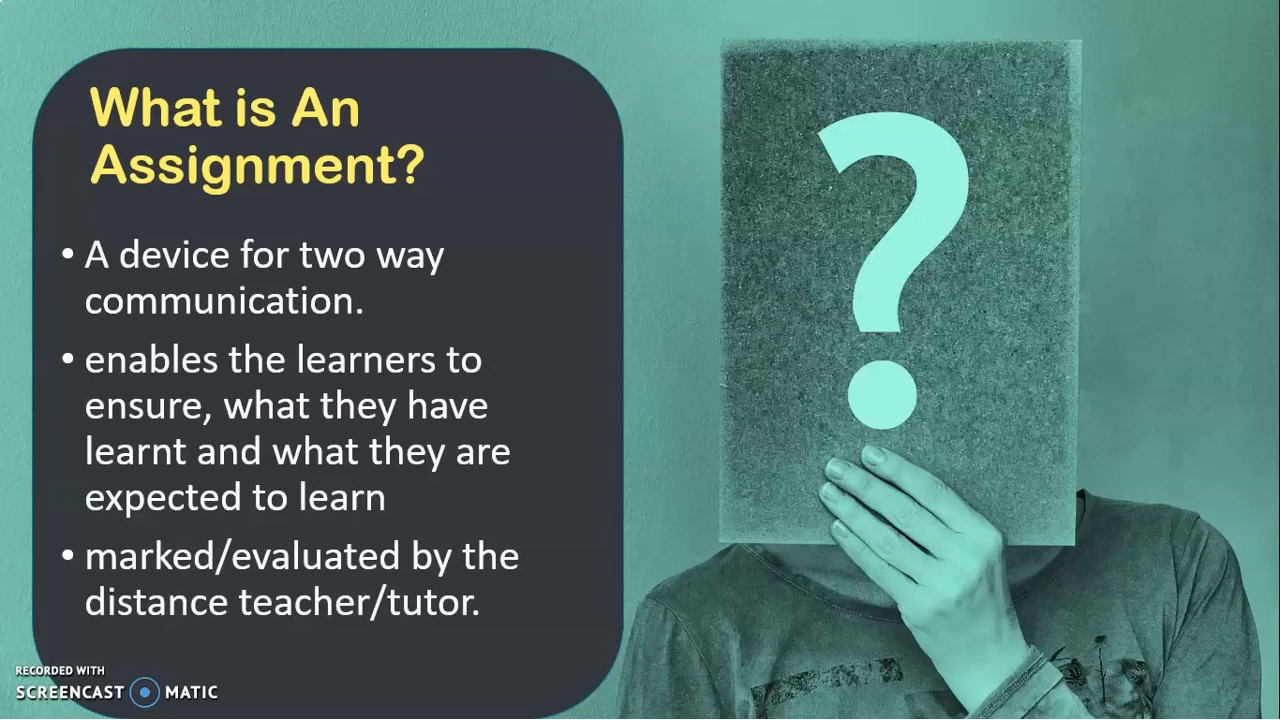 What is An
Assignment?
• A device for two way
communication.
• enables the learners to
ensure, what they have
learnt and what they are
expected to learn
• marked/evaluated by the
distance teacher/tutor.
?
RECORDED WITH
SCREENCAST MATIC